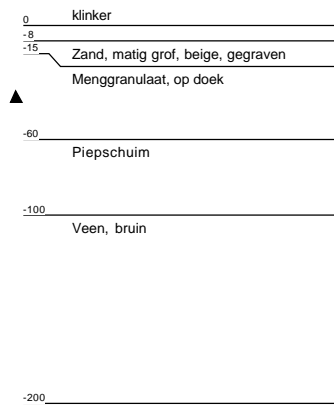 0 klinker
-8
-15 Zand, matig grof, beige, gegraven
Menggranulaat, op doek
-60
Piepschuim
-100
Veen, bruin
-200